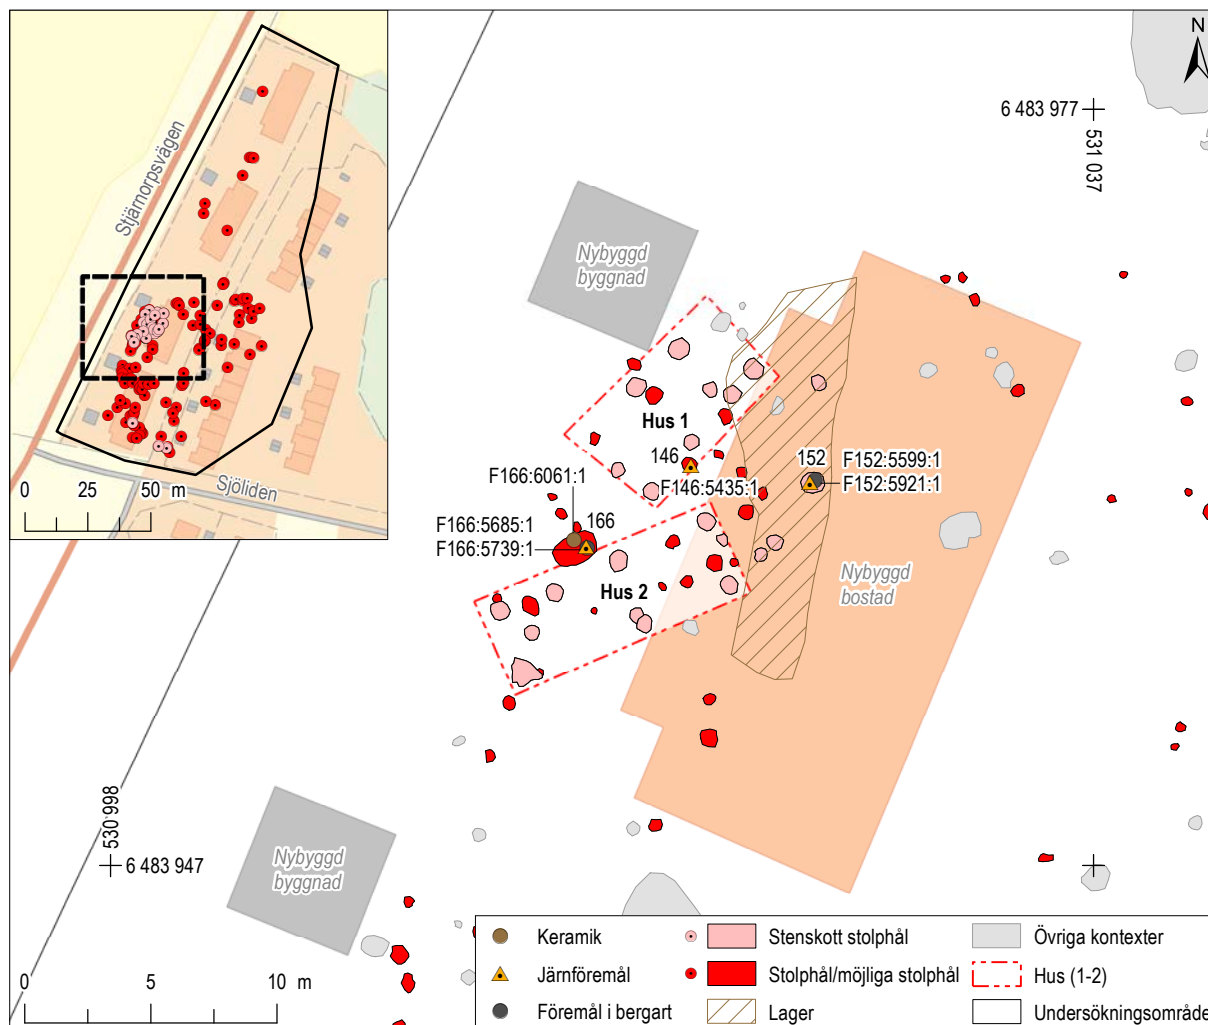 Stjärnorpsvägen
Sjöliden
0 25 50 m
N
6 483 977
531 037
Nybyggd
byggnad
Hus 1
146
F146:5435:1
152
F152:5599:1
F152:5921:1
F166:6061:1
F166:5685:1
166
F166:5739:1
Hus 2
Nybyggd
bostad
530 998
6 483 947
Nybyggd
byggnad
0 5 10 m
Keramik
Järnföremål
Föremål i bergart
Stenskott stolphål
Stolphål/möjliga stolphål
Lager
Övriga kontexter
Hus (1-2)
Undersökningsområde